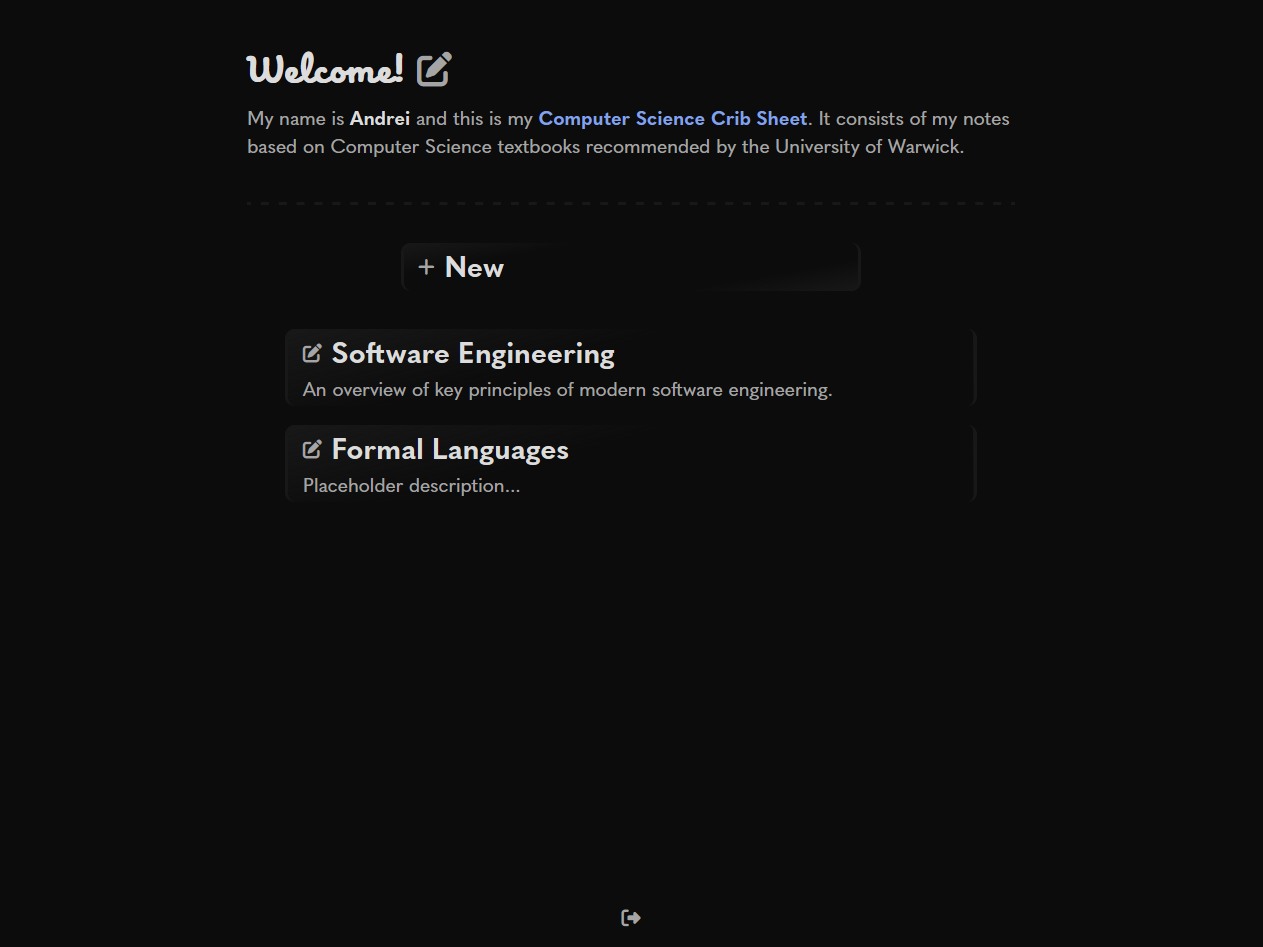 Welcome!
My name is Andrei and this is my Computer Science Crib Sheet. It consists of my notes
based on Computer Science textbooks recommended by the University of Warwick.
+ New
Software Engineering
An overview of key principles of modern software engineering.
Formal Languages
Placeholder description...